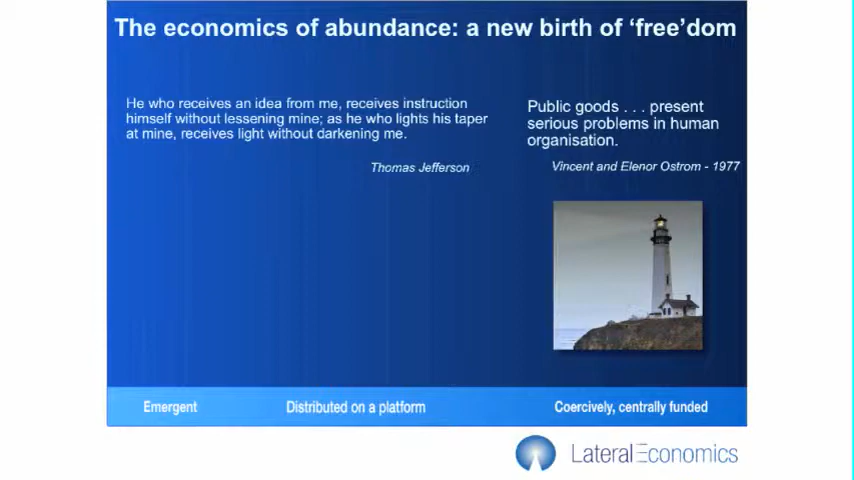 The economics of abundance: a new birth of ‘free’dom
He who receives an idea from me, receives instruction
himself without lessening mine; as he who lights his taper
at mine, receives light without darkening me.
Thomas Jefferson
Public goods . . . present
serious problems in human
organisation.
Vincent and Elenor Ostrom - 1977
Emergent
Distributed on a platform
Coercively, centrally funded
Lateral Economics